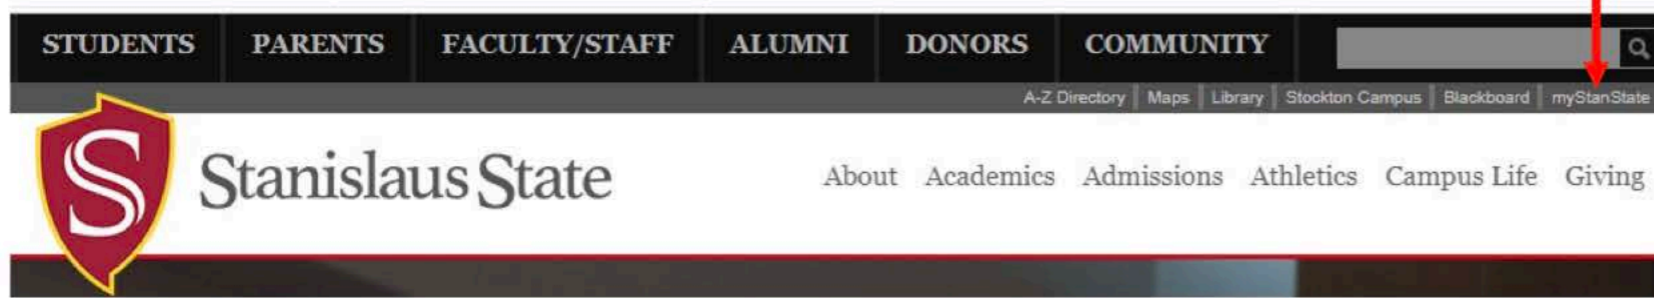 STUDENTS PARENTS FACULTY/STAFF ALUMNI DONORS COMMUNITY
A-Z Directory Maps Library Stockton Campus Blackboard myStanState
S Stanislaus State About Academics Admissions Athletics Campus Life Giving